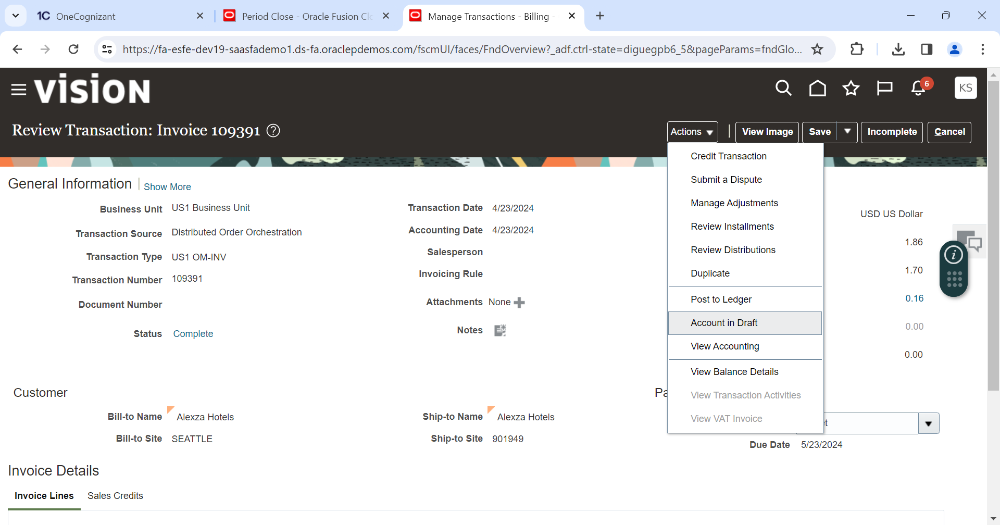 OneCognizant
Period Close - Oracle Fusion Clo
Manage Transactions - Billing -
https://fa-esfe-dev19-saasfademo1.ds-fa.oraclepdemos.com/fscmUI/faces/FndOverview?_adf.ctrl-state=diguegpb6_5&pageParams=fndGlo...
VISION
6
KS
Review Transaction: Invoice 109391
Actions
View Image
Save
Incomplete
Cancel
Credit Transaction
Submit a Dispute
Manage Adjustments
Review Installments
Review Distributions
Duplicate
Post to Ledger
Account in Draft
View Accounting
View Balance Details
View Transaction Activities
View VAT Invoice
General Information
Show More
Business Unit US1 Business Unit
Transaction Source Distributed Order Orchestration
Transaction Type US1 OM-INV
Transaction Number 109391
Document Number
Status Complete
Transaction Date 4/23/2024
Accounting Date 4/23/2024
Salesperson
Invoicing Rule
Attachments None
Notes
USD US Dollar
1.86
1.70
0.16
0.00
0.00
Customer
Bill-to Name Alexza Hotels
Bill-to Site SEATTLE
Ship-to Name Alexza Hotels
Ship-to Site 901949
Pa
et
Due Date 5/23/2024
Invoice Details
Invoice Lines
Sales Credits